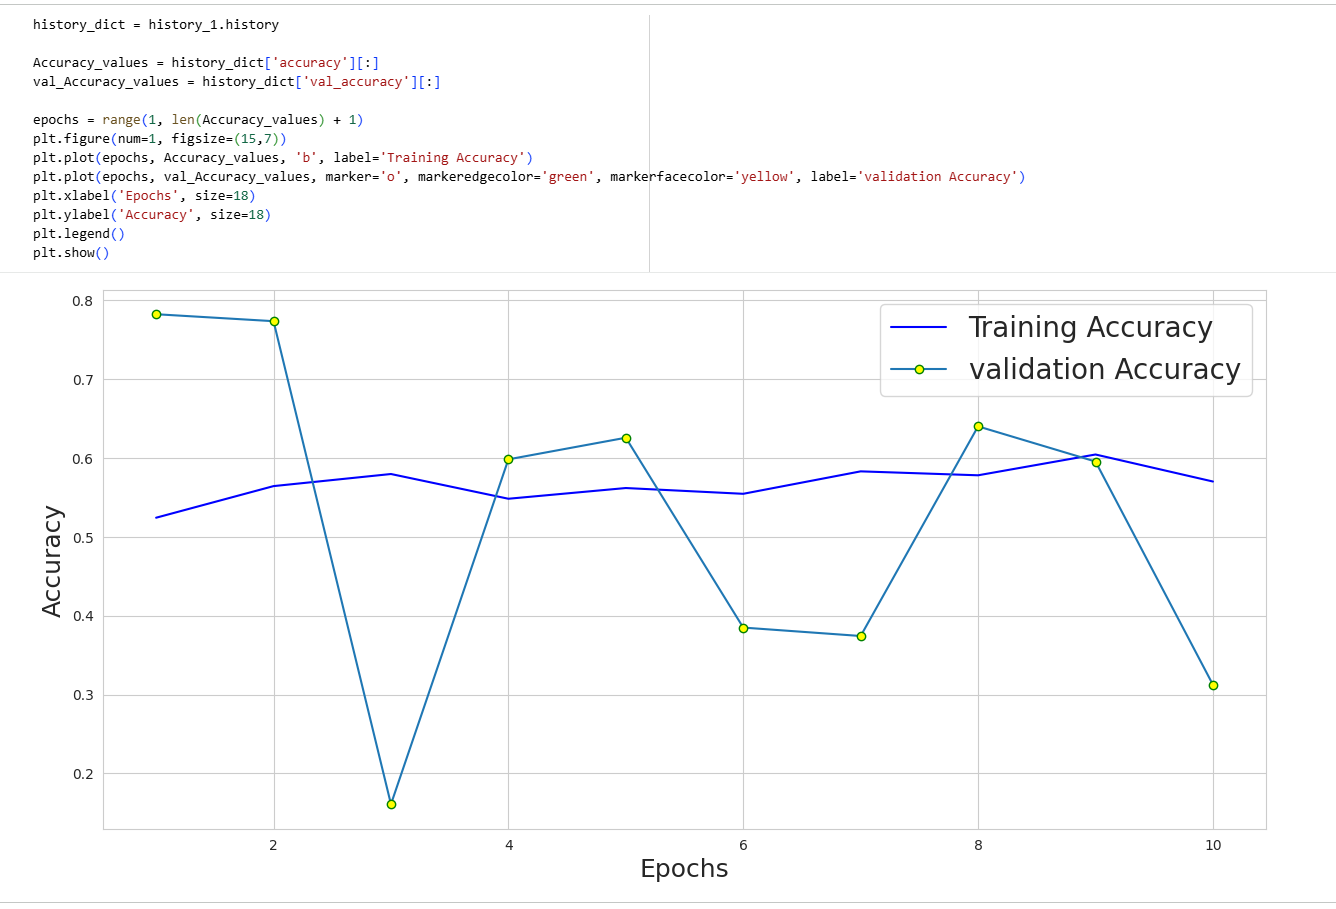 history_dict = history_1.history
Accuracy_values = history_dict['accuracy'][:]
val_Accuracy_values = history_dict['val_accuracy'][:]
epochs = range(1, len(Accuracy_values) + 1)
plt.figure(num=1, figsize=(15,7))
plt.plot(epochs, Accuracy_values, 'b', label='Training Accuracy')
plt.plot(epochs, val_Accuracy_values, marker='o', markeredgecolor='green', markerfacecolor='yellow', label='validation Accuracy')
plt.xlabel('Epochs', size=18)
plt.ylabel('Accuracy', size=18)
plt.legend()
plt.show()
0.8
0.7
0.6
0.5
0.4
0.3
0.2
Accuracy
Training Accuracy
validation Accuracy
2 4 6 8 10
Epochs